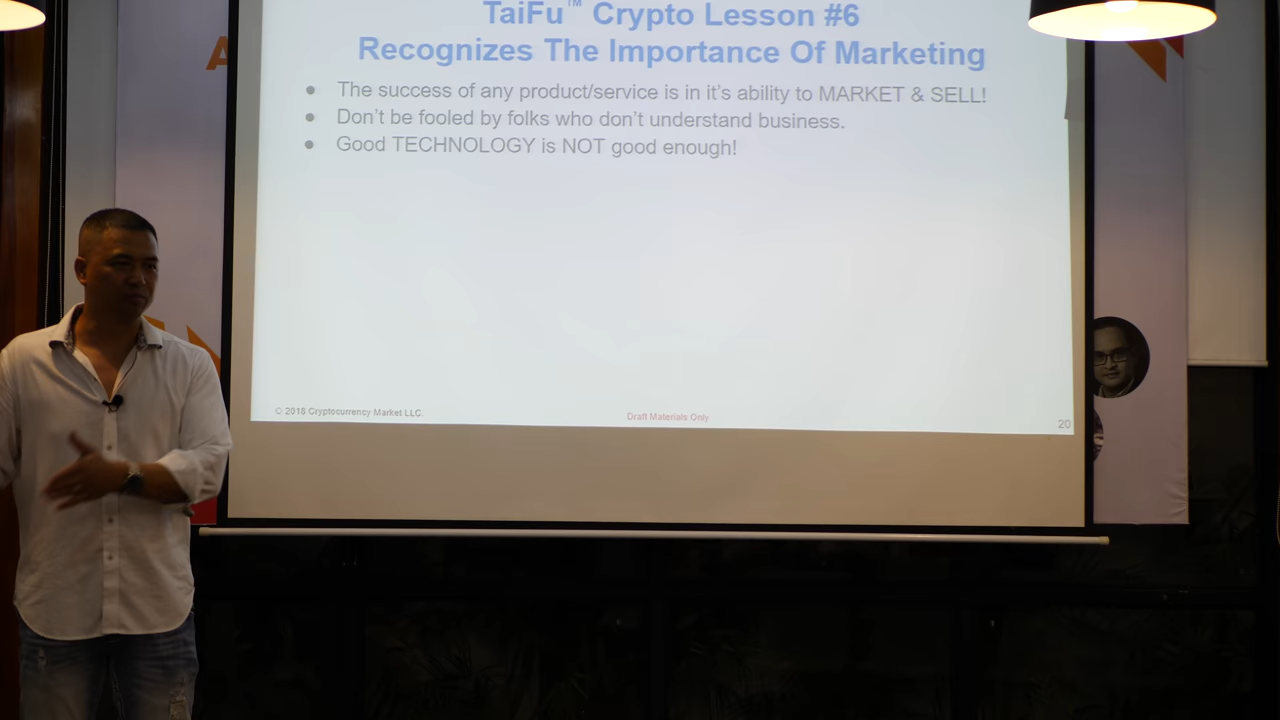 TaiFu™ Crypto Lesson #6
Recognizes The Importance Of Marketing
● The success of any product/service is in it's ability to MARKET & SELL!
● Don't be fooled by folks who don't understand business.
● Good TECHNOLOGY is NOT good enough!
© 2018 Cryptocurrency Market LLC.
Draft Materials Only
20
A